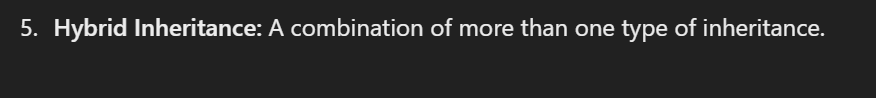 5. Hybrid Inheritance: A combination of more than one type of inheritance.